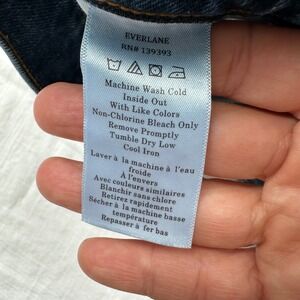 EVERLANE
RN# 139393
Machine Wash Cold
Inside Out
With Like Colors
Non-Chlorine Bleach Only
Remove Promptly
Tumble Dry Low
Cool Iron
Laver à la machine à l'eau
froide
À l'envers
Avec couleurs similaires
Blanchir sans chlore
Retirez rapidement
Sécher à la machine basse
température
Repasser à fer bas